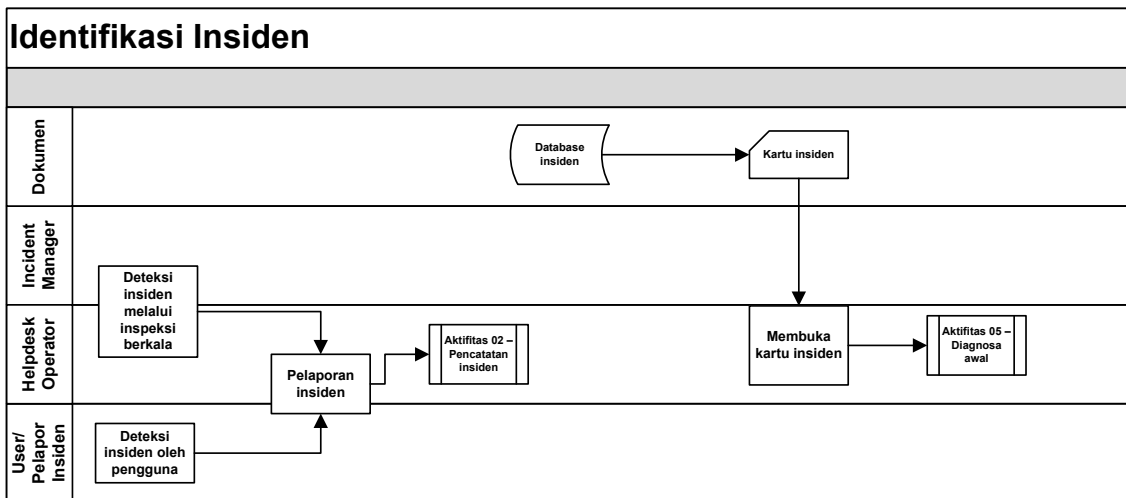 Identifikasi Insiden
Dokumen
Database
insiden
Kartu insiden
Incident
Manager
Deteksi
insiden
melalui
inspeksi
berkala
Helpdesk
Operator
Pelaporan
insiden
Aktifitas 02 –
Pencatatan
insiden
Membuka
kartu insiden
Aktifitas 05 –
Diagnosa
awal
User/
Pelapor
Insiden
Deteksi
insiden oleh
pengguna